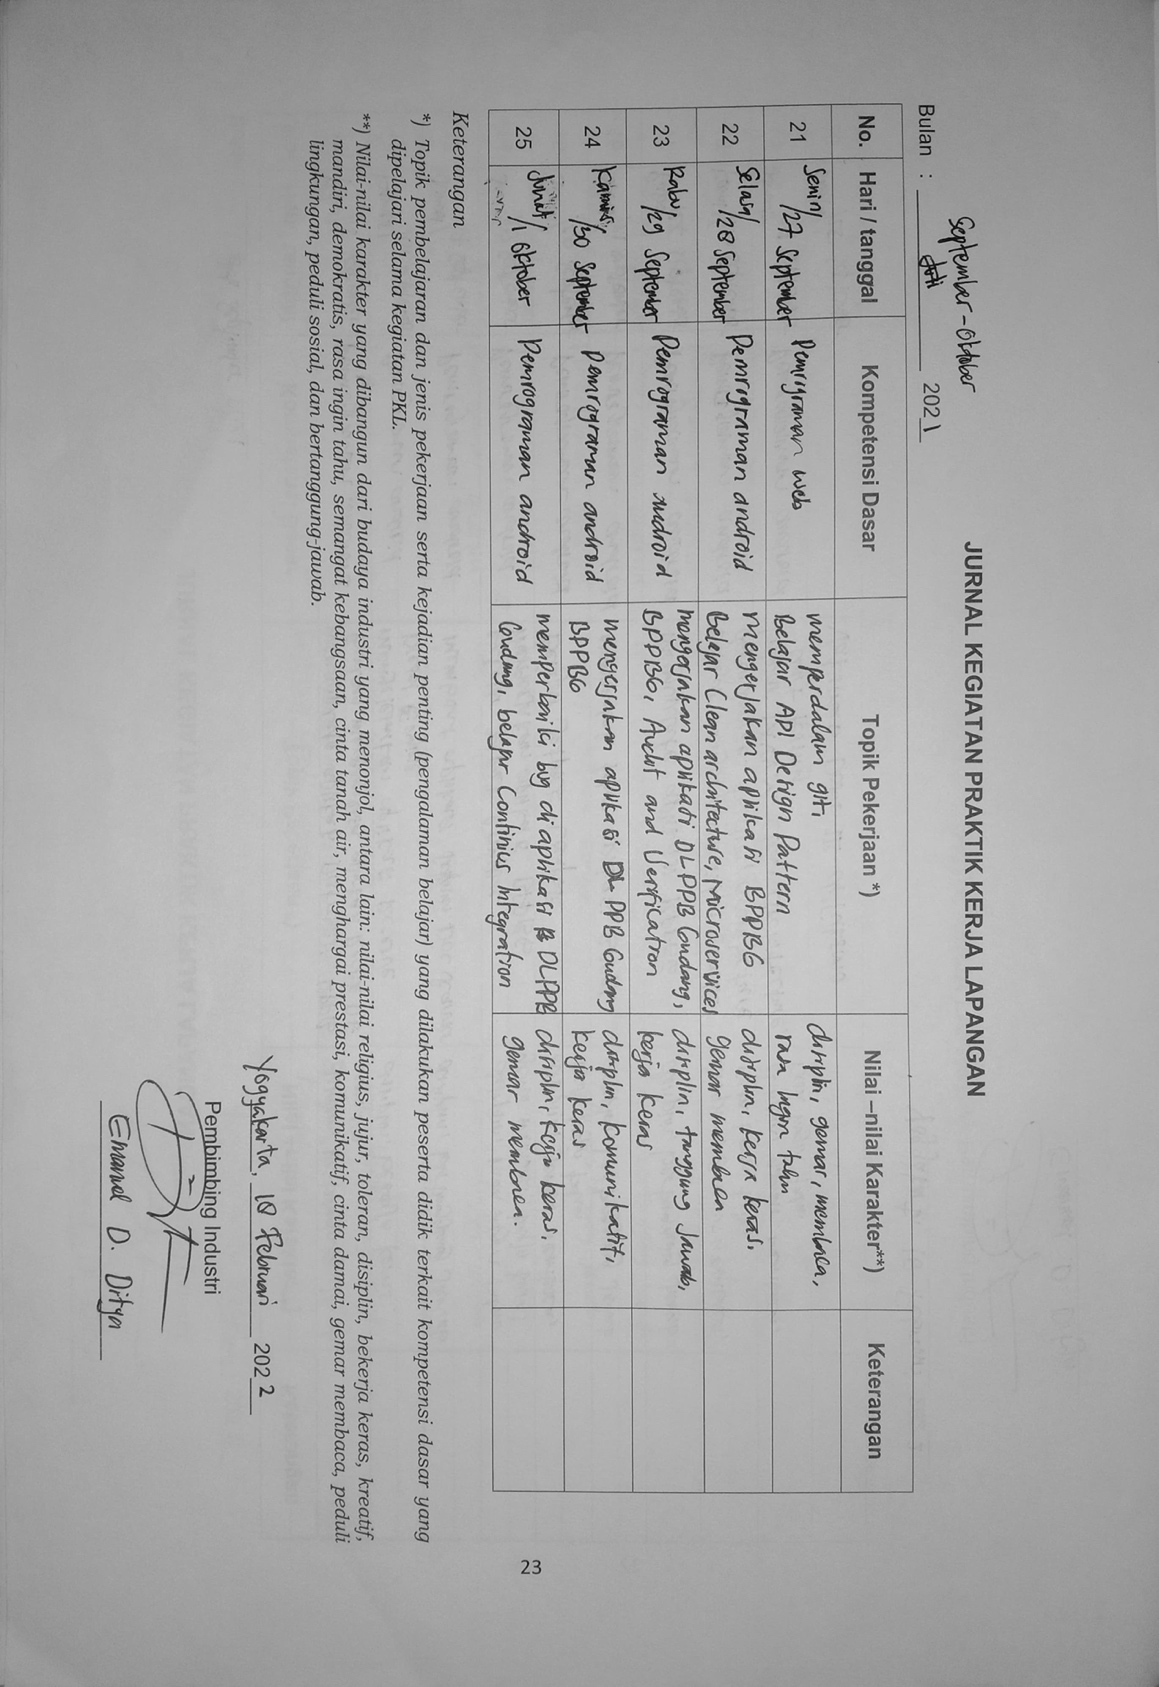 JURNAL KEGIATAN PRAKTIK KERJA LAPANGAN
September - Oktober
Bulan : 2021
No. Hari / tanggal Kompetensi Dasar Topik Pekerjaan *) Nilai –nilai Karakter**) Keterangan
21 Senin/ 27 September Pemrograman web memperdalam git, Belajar API Design Pattern disiplin, gemar, membaca, rasa ingin tahu
22 Selasa/ /28 September Pemrograman android Mengerjakan aplikasi BPPBG Belajar Clean architecture, Microservices disiplin, kerja keras, gemar membaca
23 Rabu, /29 September Pemrograman android mengerjakan aplikasi DLPPB Gudang, BPPBG, Audit and Verification disiplin, tanggung Jawab, kerja keras
24 Kamis, /30 September Pemrograman android mengerjakan aplikasi DLPPB Gudang BPPBG disiplin, komunikatif, kerja keras
25 Jumat/ /1 Oktober Pemrograman android memperbaiki bug di aplikasi DLPPB Gudang, belajar Continius Integration disiplin, kerja keras, gemar membaca.
Keterangan
*) Topik pembelajaran dan jenis pekerjaan serta kejadian penting (pengalaman belajar) yang dilakukan peserta didik terkait kompetensi dasar yang
dipelajari selama kegiatan PKL.
**) Nilai-nilai karakter yang dibangun dari budaya industri yang menonjol, antara lain: nilai-nilai religius, jujur, toleran, disiplin, bekerja keras, kreatif,
mandiri, demokratis, rasa ingin tahu, semangat kebangsaan, cinta tanah air, menghargai prestasi, komunikatif, cinta damai, gemar membaca, peduli
lingkungan, peduli sosial, dan bertanggung-jawab.
Yogyakarta, 10 Februari 2022
Pembimbing Industri
Emanuel D. Ditya
23